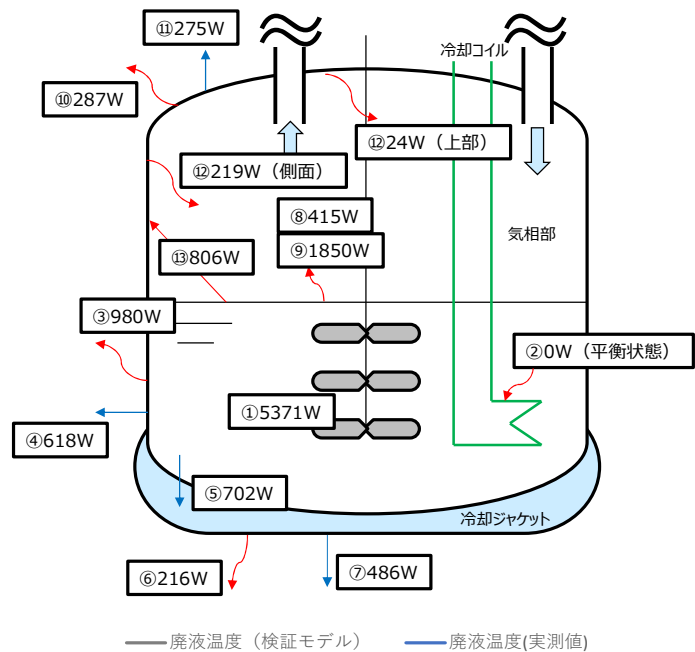 ⑪275W
冷却コイル
⑩287W
⑫24W（上部）
⑫219W（側面）
⑧415W
気相部
⑨1850W
⑬806W
③980W
②0W（平衡状態）
①5371W
④618W
⑤702W
冷却ジャケット
⑥216W
⑦486W
廃液温度（検証モデル）
廃液温度(実測値)